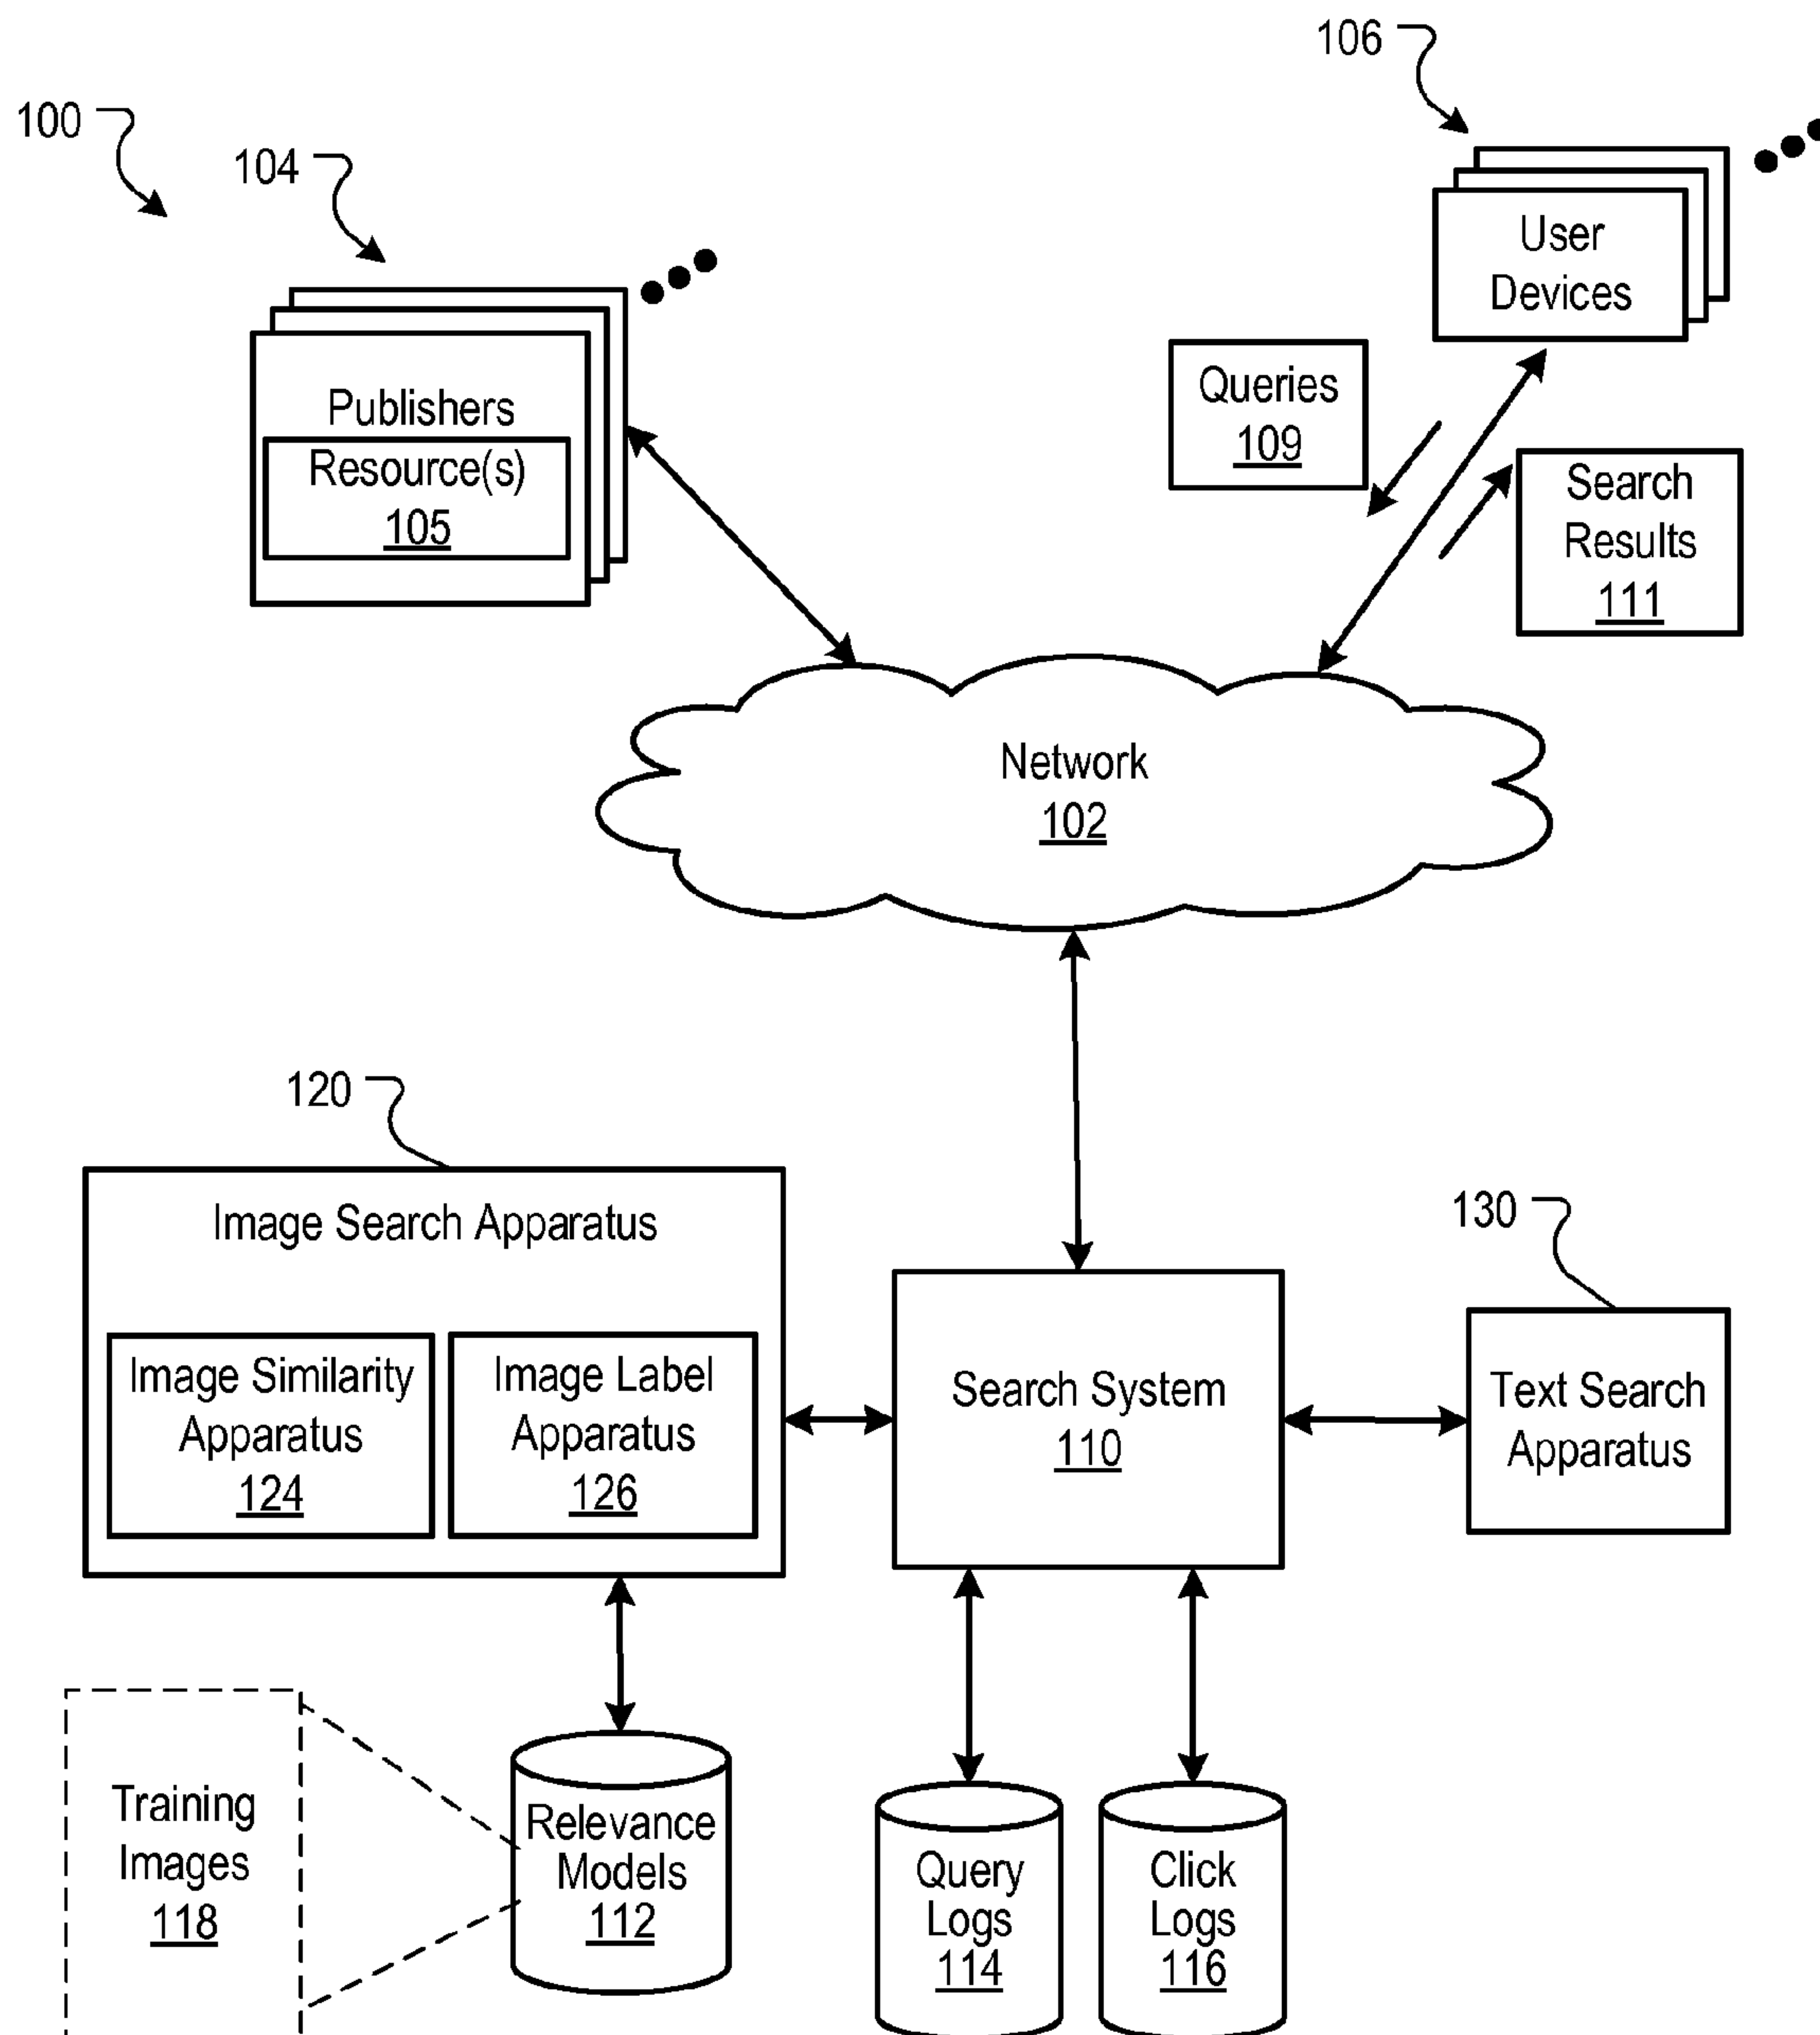 106
100
104
User
Devices
Queries
109
Publishers
Resource(s)
105
Search
Results
111
Network
102
120
Image Search Apparatus
130
Image Similarity
Apparatus
124
Image Label
Apparatus
126
Search System
110
Text Search
Apparatus
Training
Images
118
Relevance
Models
112
Query
Logs
114
Click
Logs
116